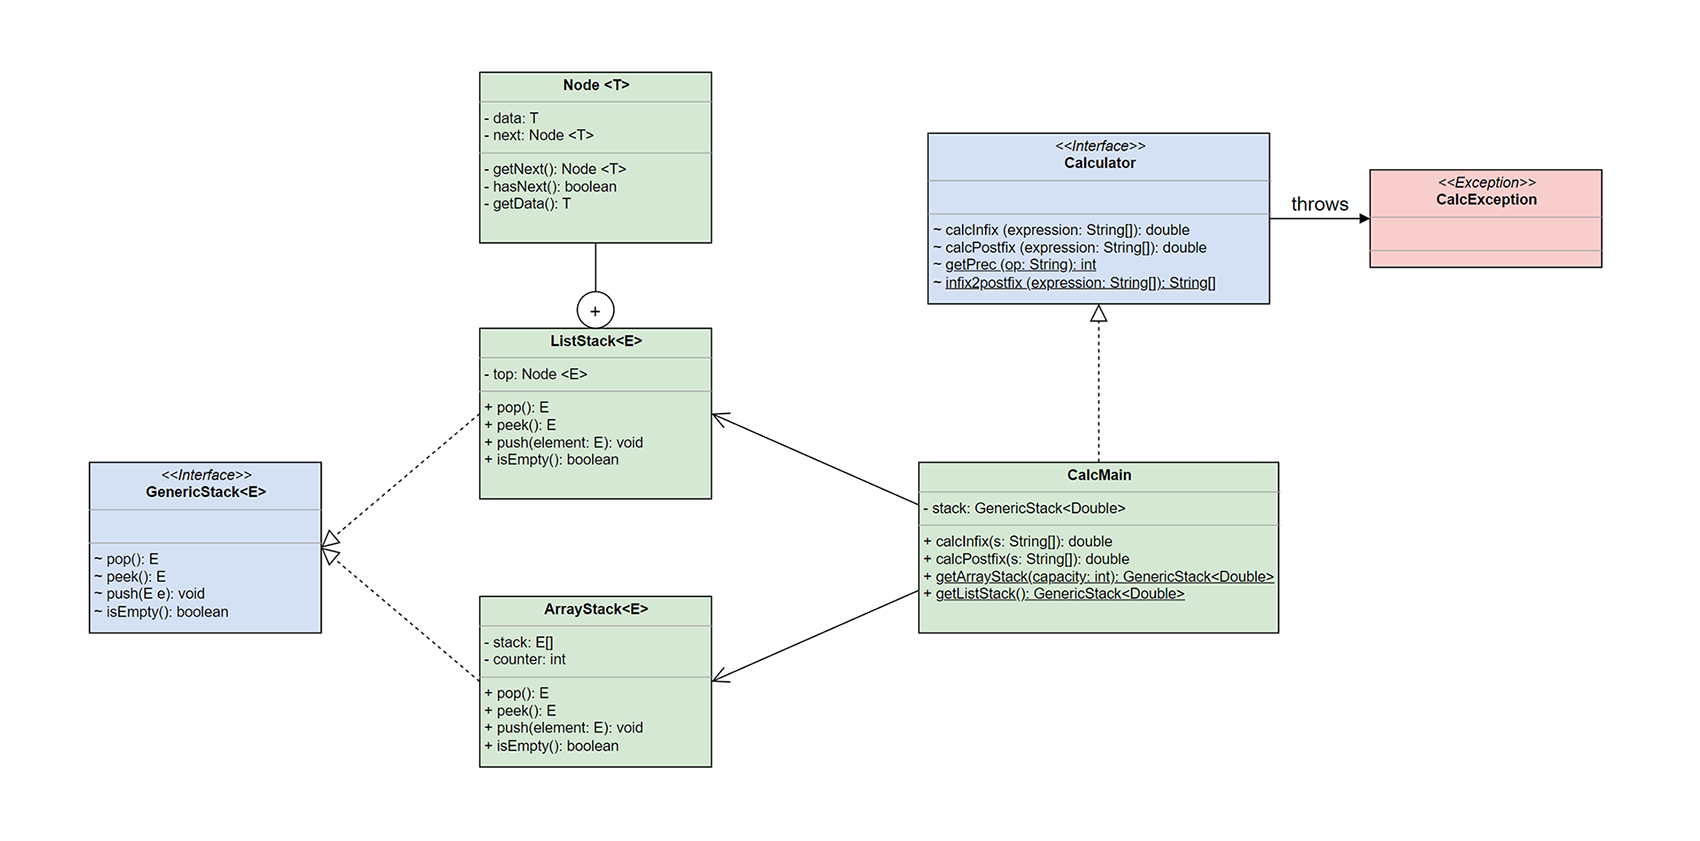 Node <T>
- data: T
- next: Node <T>
- getNext(): Node <T>
- hasNext(): boolean
- getData(): T
+
ListStack<E>
- top: Node <E>
+ pop(): E
+ peek(): E
+ push(element: E): void
+ isEmpty(): boolean
<<Interface>>
GenericStack<E>
~ pop(): E
~ peek(): E
~ push(E e): void
~ isEmpty(): boolean
ArrayStack<E>
- stack: E[]
- counter: int
+ pop(): E
+ peek(): E
+ push(element: E): void
+ isEmpty(): boolean
<<Interface>>
Calculator
~ calcInfix (expression: String[]): double
~ calcPostfix (expression: String[]): double
~ getPrec (op: String): int
~ infix2postfix (expression: String[]): String[]
throws
<<Exception>>
CalcException
CalcMain
- stack: GenericStack<Double>
+ calcInfix(s: String[]): double
+ calcPostfix(s: String[]): double
+ getArrayStack(capacity: int): GenericStack<Double>
+ getListStack(): GenericStack<Double>